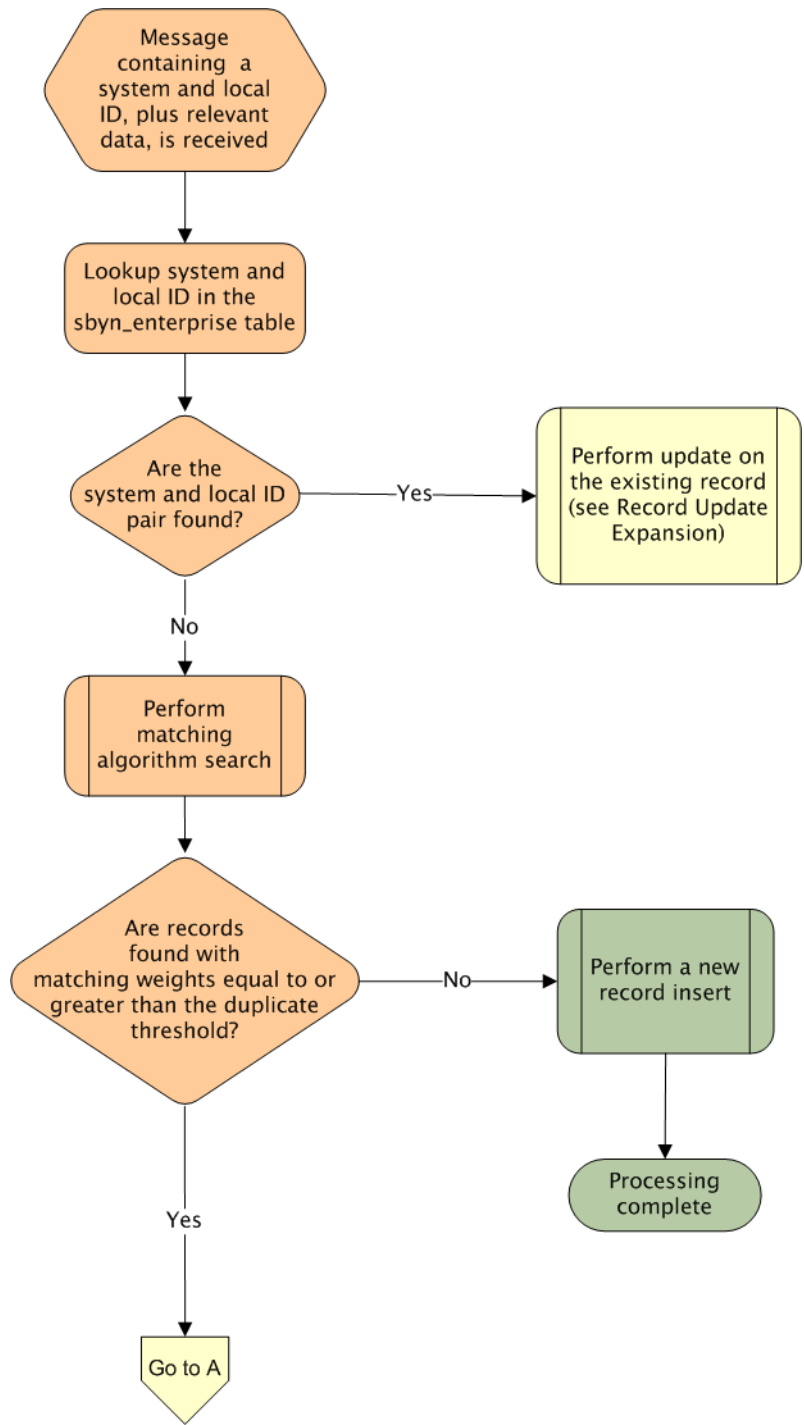 Message
containing a
system and local
ID, plus relevant
data, is received
Lookup system and
local ID in the
sbyn_enterprise table
Are the
system and local ID
pair found?
Yes
Perform update on
the existing record
(see Record Update
Expansion)
No
Perform
matching
algorithm search
Are records
found with
matching weights equal to or
greater than the duplicate
threshold?
No
Perform a new
record insert
Processing
complete
Yes
Go to A